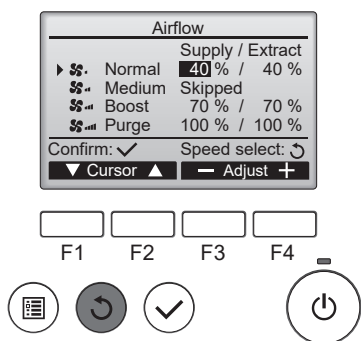 Airflow
Supply / Extract
Normal 40 % / 40 %
Medium Skipped
Boost 70 % / 70 %
Purge 100 % / 100 %
Confirm: Speed select:
▼ Cursor ▲ — Adjust +
F1 F2 F3 F4